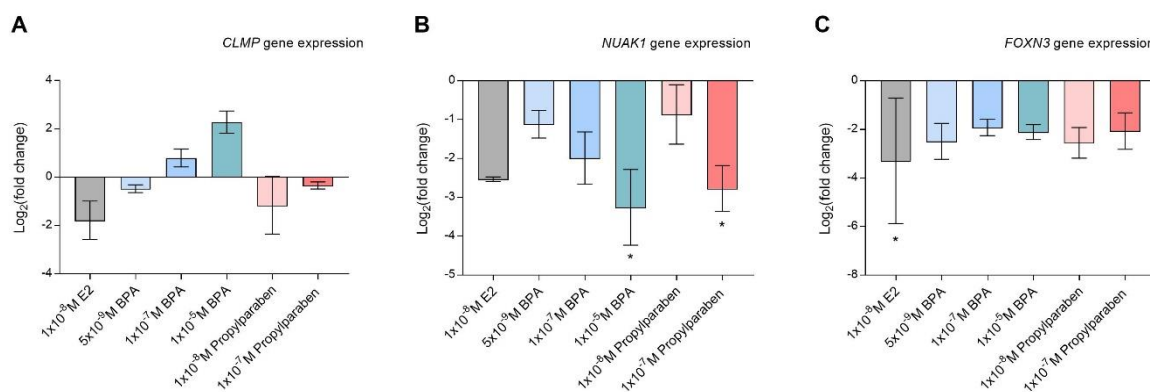 A
CLMP gene expression
Log₂(fold change)
4
2
0
-2
-4
1x10⁻⁸M E2
5x10⁻⁹M BPA
1x10⁻⁷M BPA
1x10⁻⁵M BPA
1x10⁻⁸M Propylparaben
1x10⁻⁷M Propylparaben
B
NUAK1 gene expression
Log₂(fold change)
0
-1
-2
-3
-4
-5
*
*
1x10⁻⁸M E2
5x10⁻⁹M BPA
1x10⁻⁷M BPA
1x10⁻⁵M BPA
1x10⁻⁸M Propylparaben
1x10⁻⁷M Propylparaben
C
FOXN3 gene expression
Log₂(fold change)
0
-2
-4
-6
-8
*
1x10⁻⁸M E2
5x10⁻⁹M BPA
1x10⁻⁷M BPA
1x10⁻⁵M BPA
1x10⁻⁸M Propylparaben
1x10⁻⁷M Propylparaben